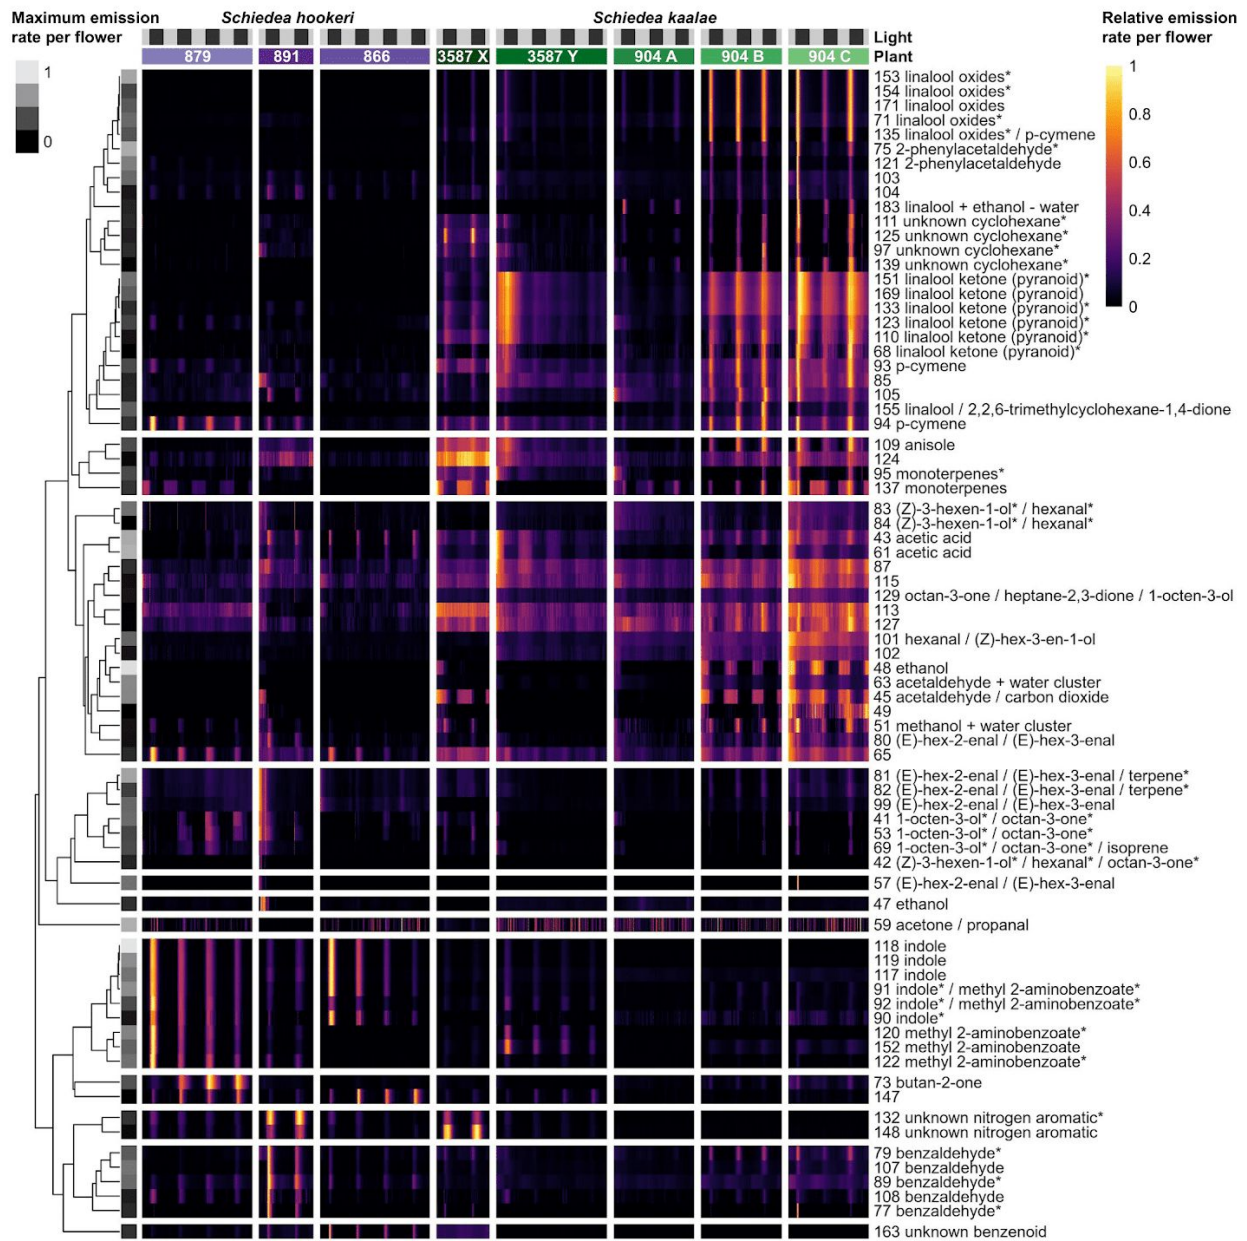 Maximum emission
rate per flower
Schiedea hookeri
Schiedea kaalae
Relative emission
rate per flower
Light
Plant
879
891
866
3587 X
3587 Y
904 A
904 B
904 C
1
0
1
0.8
0.6
0.4
0.2
0
153 linalool oxides*
154 linalool oxides*
171 linalool oxides
71 linalool oxides*
135 linalool oxides* / p-cymene
75 2-phenylacetaldehyde*
121 2-phenylacetaldehyde
103
104
183 linalool + ethanol - water
111 unknown cyclohexane*
125 unknown cyclohexane*
97 unknown cyclohexane*
139 unknown cyclohexane*
151 linalool ketone (pyranoid)*
169 linalool ketone (pyranoid)
133 linalool ketone (pyranoid)*
123 linalool ketone (pyranoid)*
110 linalool ketone (pyranoid)*
68 linalool ketone (pyranoid)*
93 p-cymene
85
105
155 linalool / 2,2,6-trimethylcyclohexane-1,4-dione
94 p-cymene
109 anisole
124
95 monoterpenes*
137 monoterpenes
83 (Z)-3-hexen-1-ol* / hexanal*
84 (Z)-3-hexen-1-ol* / hexanal*
43 acetic acid
61 acetic acid
87
115
129 octan-3-one / heptane-2,3-dione / 1-octen-3-ol
113
127
101 hexanal / (Z)-hex-3-en-1-ol
102
48 ethanol
63 acetaldehyde + water cluster
45 acetaldehyde / carbon dioxide
49
51 methanol + water cluster
80 (E)-hex-2-enal / (E)-hex-3-enal
65
81 (E)-hex-2-enal / (E)-hex-3-enal / terpene*
82 (E)-hex-2-enal / (E)-hex-3-enal / terpene*
99 (E)-hex-2-enal / (E)-hex-3-enal
41 1-octen-3-ol* / octan-3-one*
53 1-octen-3-ol* / octan-3-one*
69 1-octen-3-ol* / octan-3-one* / isoprene
42 (Z)-3-hexen-1-ol* / hexanal* / octan-3-one*
57 (E)-hex-2-enal / (E)-hex-3-enal
47 ethanol
59 acetone / propanal
118 indole
119 indole
117 indole
91 indole* / methyl 2-aminobenzoate*
92 indole* / methyl 2-aminobenzoate*
90 indole*
120 methyl 2-aminobenzoate*
152 methyl 2-aminobenzoate
122 methyl 2-aminobenzoate*
73 butan-2-one
147
132 unknown nitrogen aromatic*
148 unknown nitrogen aromatic
79 benzaldehyde*
107 benzaldehyde
89 benzaldehyde*
108 benzaldehyde
77 benzaldehyde*
163 unknown benzenoid